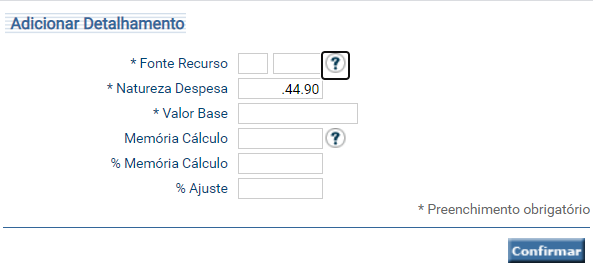 Adicionar Detalhamento
* Fonte Recurso ?
* Natureza Despesa .44.90
* Valor Base
Memória Cálculo ?
% Memória Cálculo
% Ajuste
* Preenchimento obrigatório
Confirmar